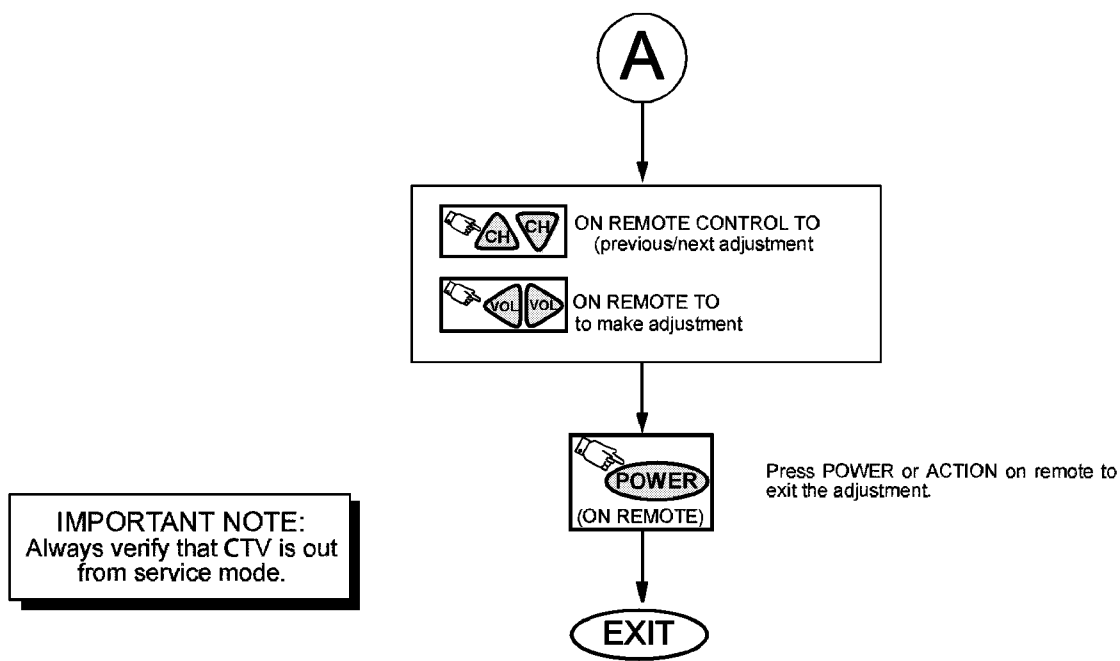 A
CH CH ON REMOTE CONTROL TO
(previous/next adjustment
VOL VOL ON REMOTE TO
to make adjustment
POWER
(ON REMOTE)
Press POWER or ACTION on remote to
exit the adjustment.
IMPORTANT NOTE:
Always verify that CTV is out
from service mode.
EXIT